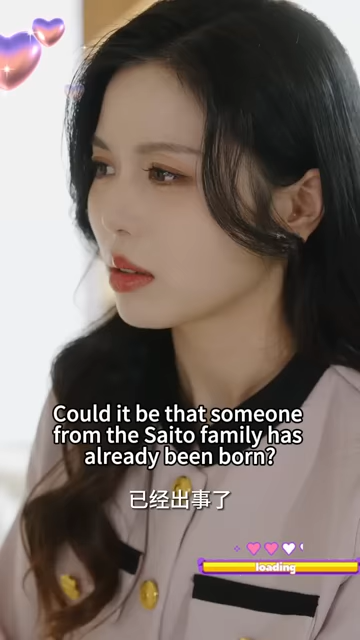 Could it be that someone
from the Saito family has
already been born?
已经出事了
loading